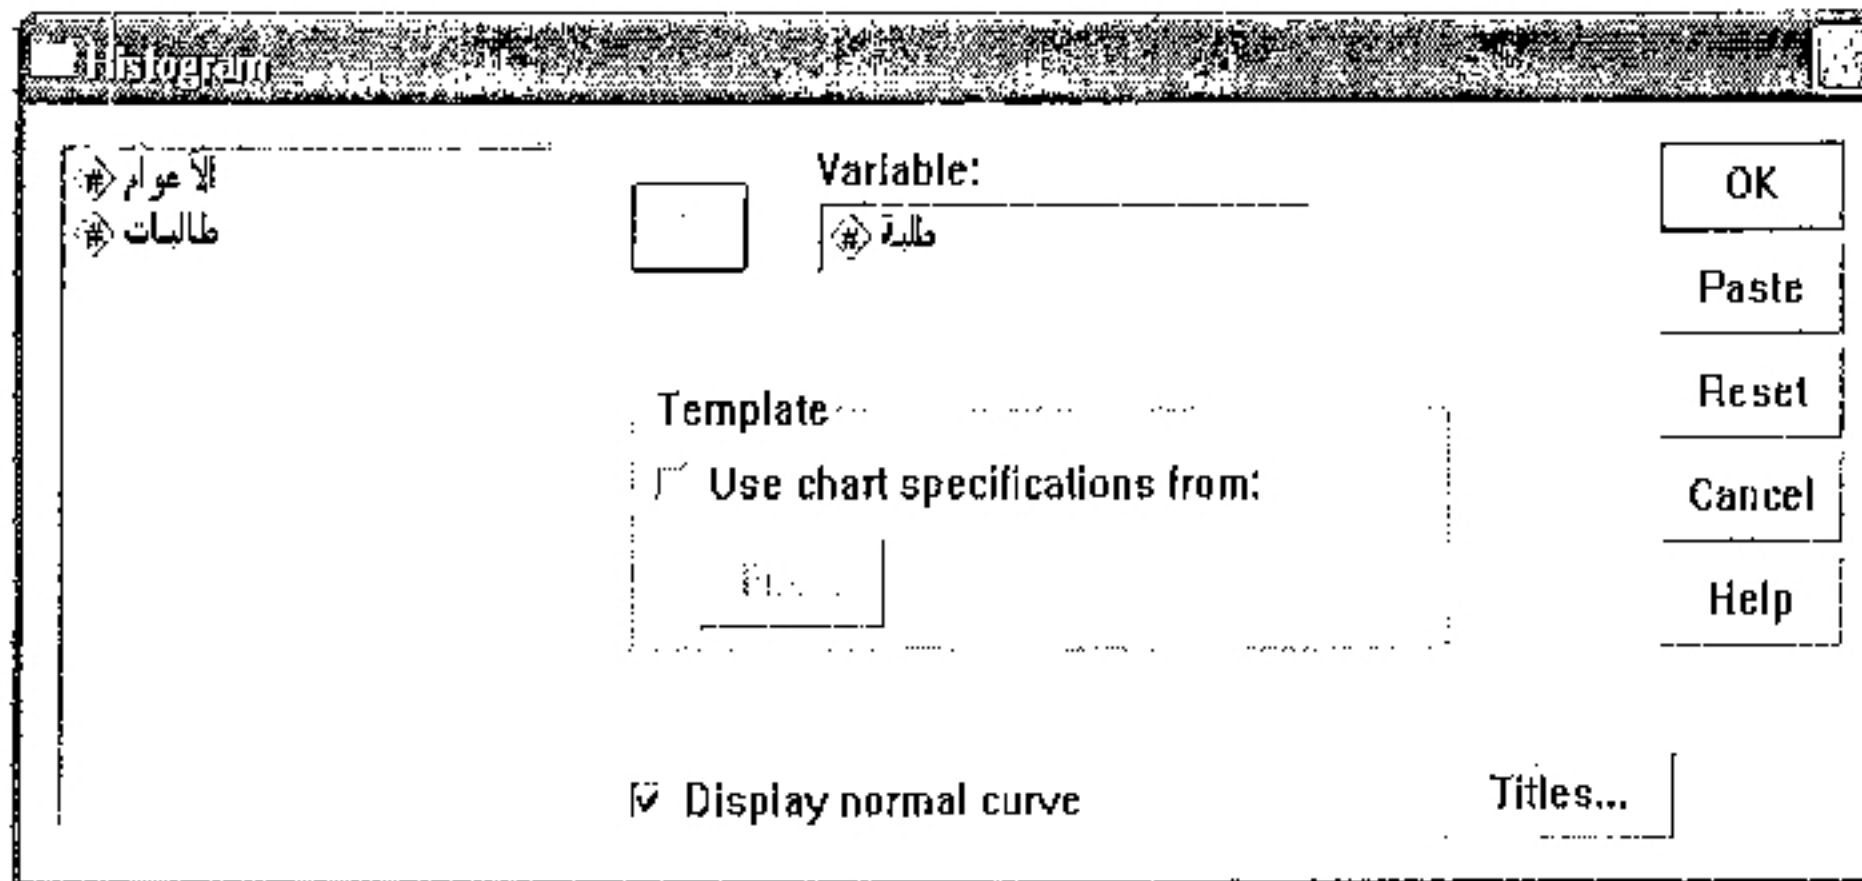 Histogram
الأعوام
طالبات
Variable:
طلبة
OK
Paste
Reset
Cancel
Help
Template
Use chart specifications from:
Display normal curve
Titles...